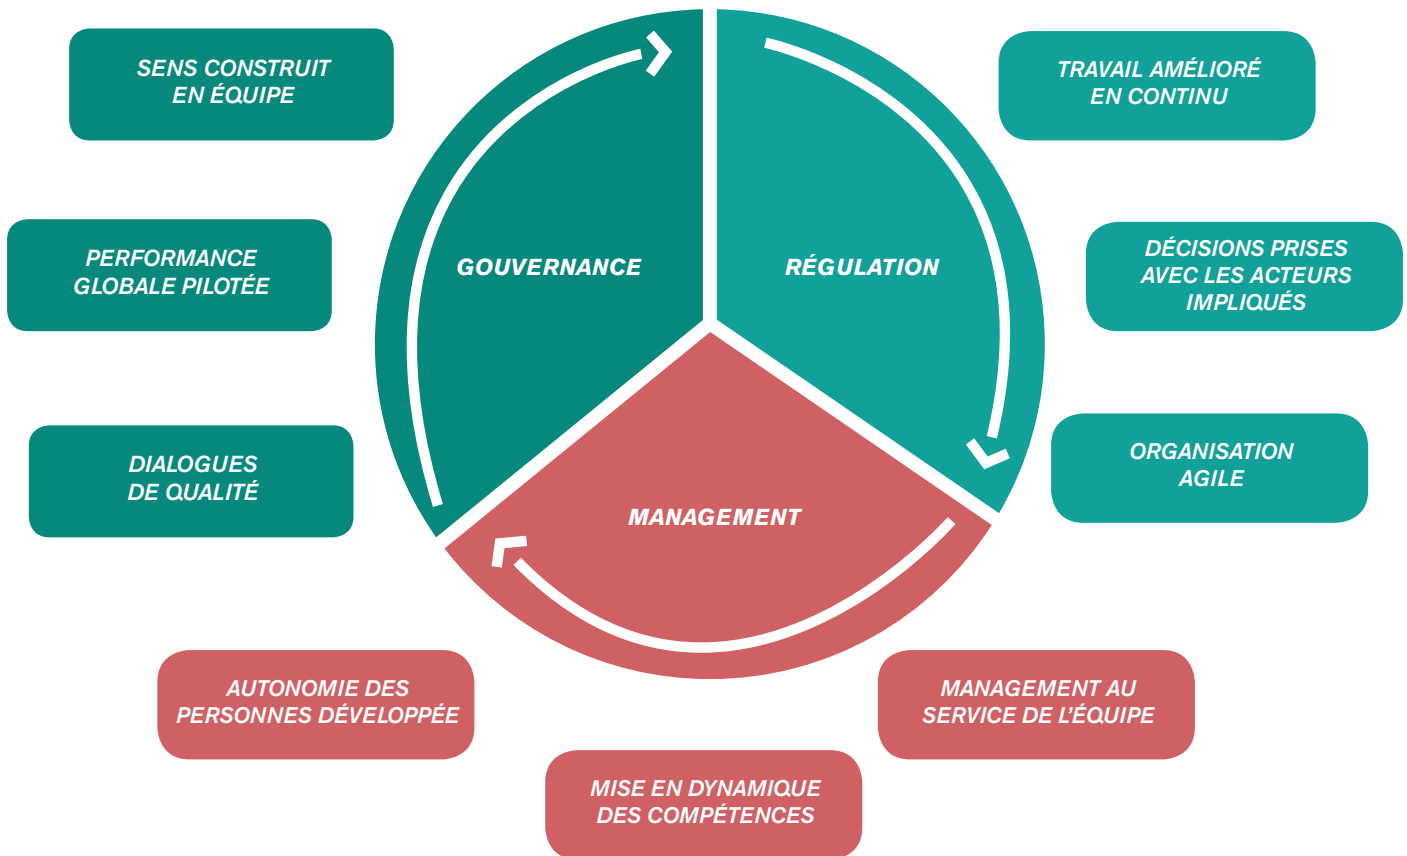 SENS CONSTRUIT
EN ÉQUIPE
TRAVAIL AMÉLIORÉ
EN CONTINU
PERFORMANCE
GLOBALE PILOTÉE
GOUVERNANCE
RÉGULATION
DÉCISIONS PRISES
AVEC LES ACTEURS
IMPLIQUÉS
DIALOGUES
DE QUALITÉ
ORGANISATION
AGILE
MANAGEMENT
AUTONOMIE DES
PERSONNES DÉVELOPPÉE
MANAGEMENT AU
SERVICE DE L’ÉQUIPE
MISE EN DYNAMIQUE
DES COMPÉTENCES